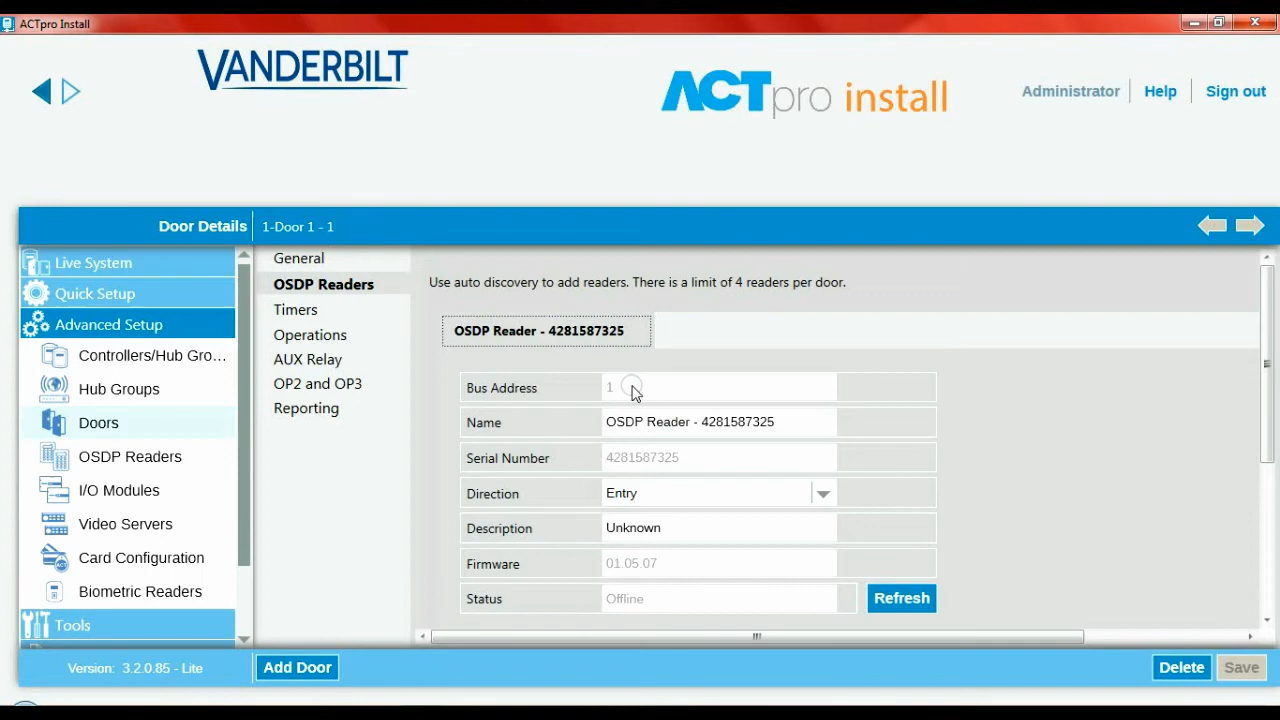 ACTpro Install
VANDERBILT
ACTpro install
Administrator
Help
Sign out
Door Details
1-Door 1 - 1
Live System
Quick Setup
Advanced Setup
Controllers/Hub Gro...
Hub Groups
Doors
OSDP Readers
I/O Modules
Video Servers
Card Configuration
Biometric Readers
Tools
General
OSDP Readers
Timers
Operations
AUX Relay
OP2 and OP3
Reporting
Use auto discovery to add readers. There is a limit of 4 readers per door.
OSDP Reader - 4281587325
Bus Address 1
Name OSDP Reader - 4281587325
Serial Number 4281587325
Direction Entry
Description Unknown
Firmware 01.05.07
Status Offline Refresh
Version: 3.2.0.85 - Lite
Add Door
Delete
Save